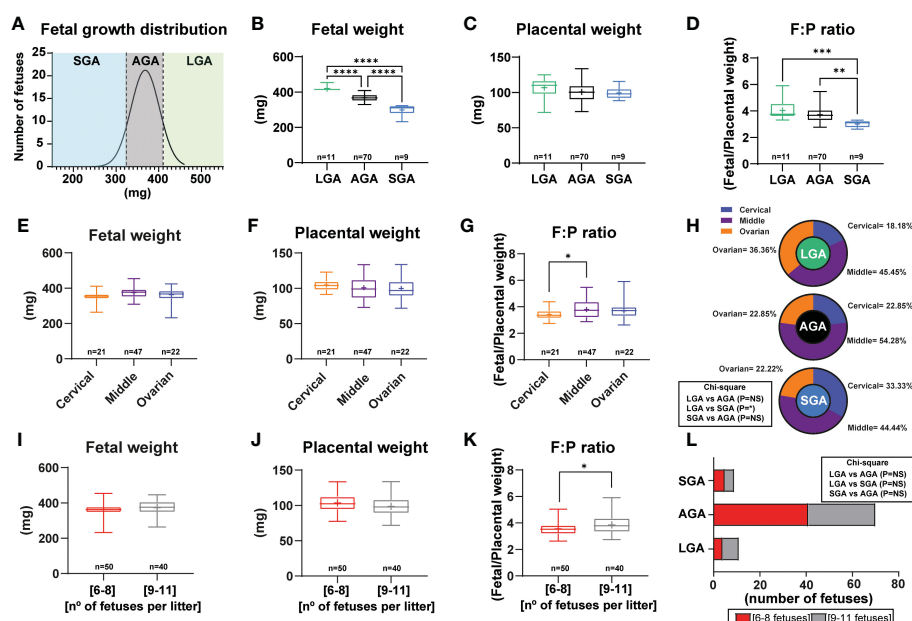 A Fetal growth distribution
SGA AGA LGA
Number of fetuses
25
20
15
10
5
0
200 300 400 500
(mg)
B Fetal weight
(mg)
600
400
200
0
****
**** ****
n=11 n=70 n=9
LGA AGA SGA
C Placental weight
(mg)
150
100
50
0
n=11 n=70 n=9
LGA AGA SGA
D F:P ratio
(Fetal/Placental weight)
8
6
4
2
0
***
**
n=11 n=70 n=9
LGA AGA SGA
E Fetal weight
(mg)
600
400
200
0
n=21 n=47 n=22
Cervical Middle Ovarian
F Placental weight
(mg)
150
100
50
0
n=21 n=47 n=22
Cervical Middle Ovarian
G F:P ratio
(Fetal/Placental weight)
8
6
4
2
0
*
n=21 n=47 n=22
Cervical Middle Ovarian
H
Cervical
Middle
Ovarian
Cervical= 18.18%
Ovarian= 36.36%
LGA
Middle= 45.45%
Ovarian= 22.85%
Cervical= 22.85%
AGA
Middle= 54.28%
Ovarian= 22.22%
Cervical= 33.33%
SGA
Middle= 44.44%
Chi-square
LGA vs AGA (P=NS)
LGA vs SGA (P=*)
SGA vs AGA (P=NS)
I Fetal weight
(mg)
600
400
200
0
n=50 n=40
[6-8] [9-11]
[nº of fetuses per litter]
J Placental weight
(mg)
150
100
50
0
n=50 n=40
[6-8] [9-11]
[nº of fetuses per litter]
K F:P ratio
(Fetal/Placental weight)
8
6
4
2
0
*
n=50 n=40
[6-8] [9-11]
[nº of fetuses per litter]
L
Chi-square
LGA vs AGA (P=NS)
LGA vs SGA (P=NS)
SGA vs AGA (P=NS)
SGA
AGA
LGA
0 20 40 60 80
(number of fetuses)
[6-8 fetuses] [9-11 fetuses]